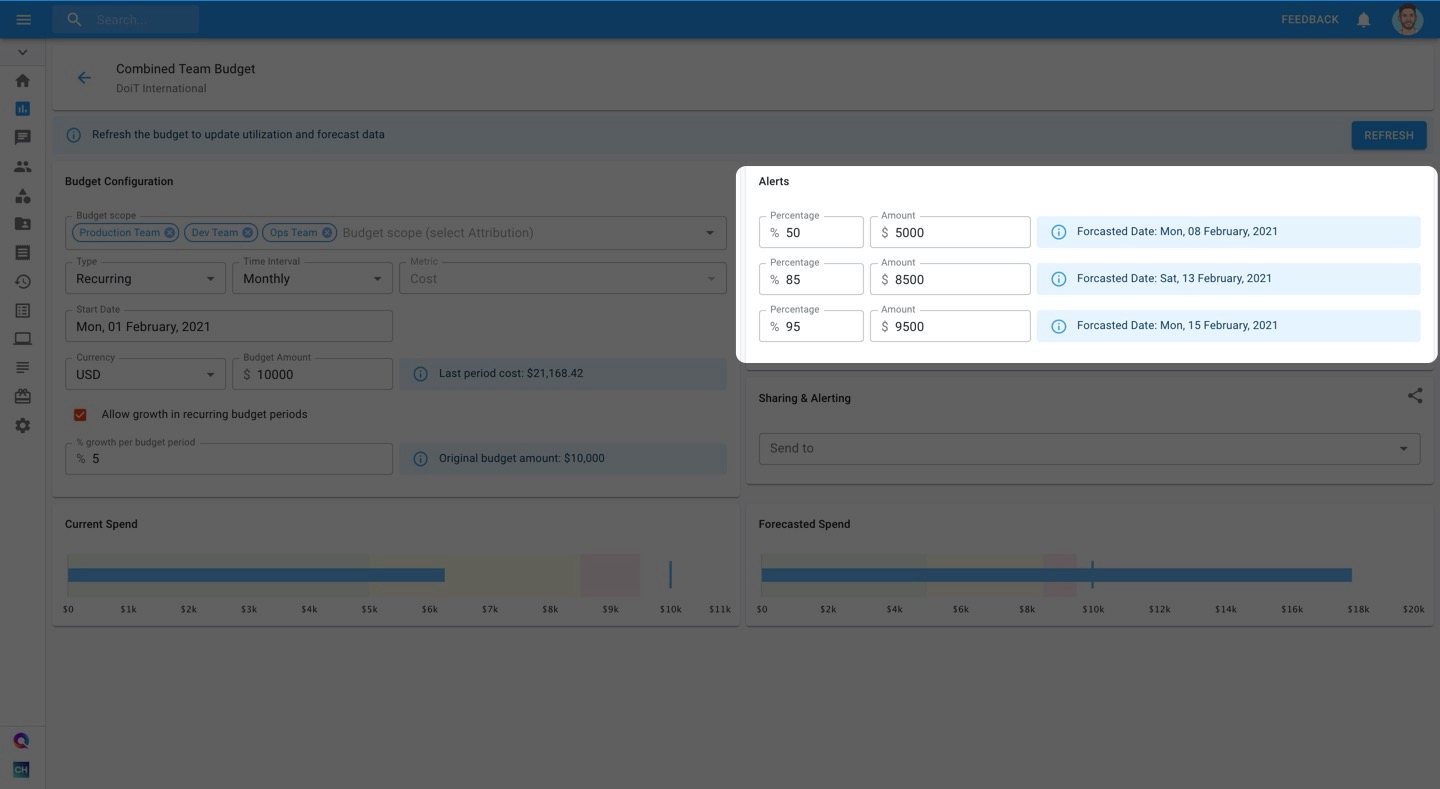 Search...
FEEDBACK
Combined Team Budget
DoiT International
Refresh the budget to update utilization and forecast data
REFRESH
Budget Configuration
Budget scope
Production Team Dev Team Ops Team Budget scope (select Attribution)
Type
Recurring
Time Interval
Monthly
Metric
Cost
Start Date
Mon, 01 February, 2021
Currency
USD
Budget Amount
$ 10000
Last period cost: $21,168.42
Allow growth in recurring budget periods
% growth per budget period
% 5
Original budget amount: $10,000
Alerts
Percentage
% 50
Amount
$ 5000
Forcasted Date: Mon, 08 February, 2021
Percentage
% 85
Amount
$ 8500
Forcasted Date: Sat, 13 February, 2021
Percentage
% 95
Amount
$ 9500
Forcasted Date: Mon, 15 February, 2021
Sharing & Alerting
Send to
Current Spend
$0 $1k $2k $3k $4k $5k $6k $7k $8k $9k $10k $11k
Forecasted Spend
$0 $2k $4k $6k $8k $10k $12k $14k $16k $18k $20k
CH